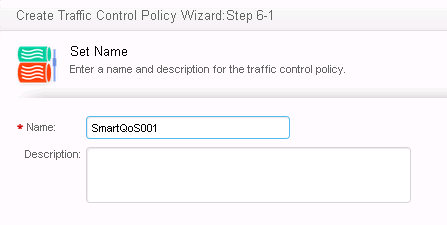 Create Traffic Control Policy Wizard:Step 6-1
Set Name
Enter a name and description for the traffic control policy.
* Name: SmartQoS001
Description: